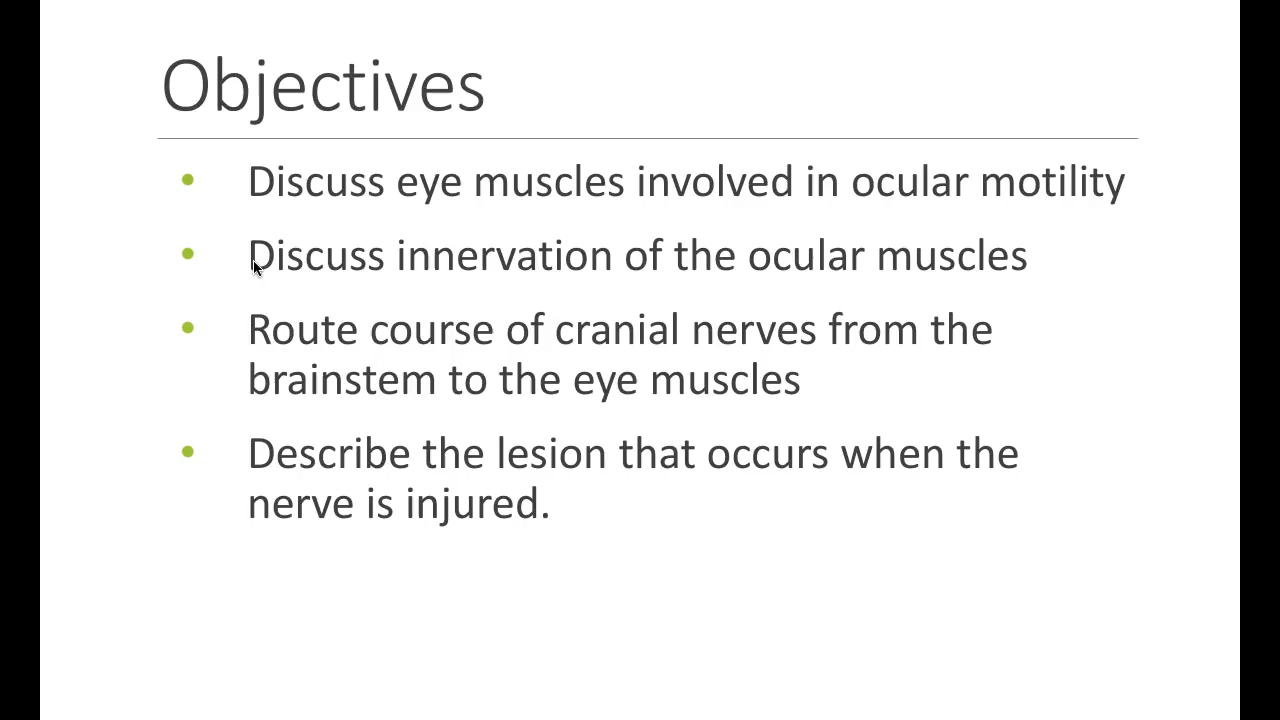 Objectives
• Discuss eye muscles involved in ocular motility
• Discuss innervation of the ocular muscles
• Route course of cranial nerves from the
brainstem to the eye muscles
• Describe the lesion that occurs when the
nerve is injured.